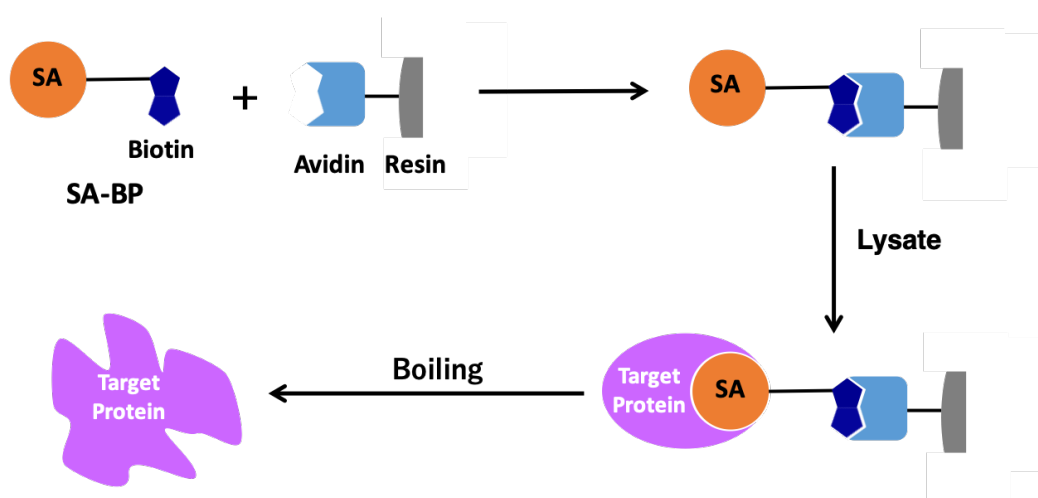 SA
Biotin
SA-BP
+
Avidin
Resin
SA
Lysate
Target
Protein
SA
Boiling
Target
Protein